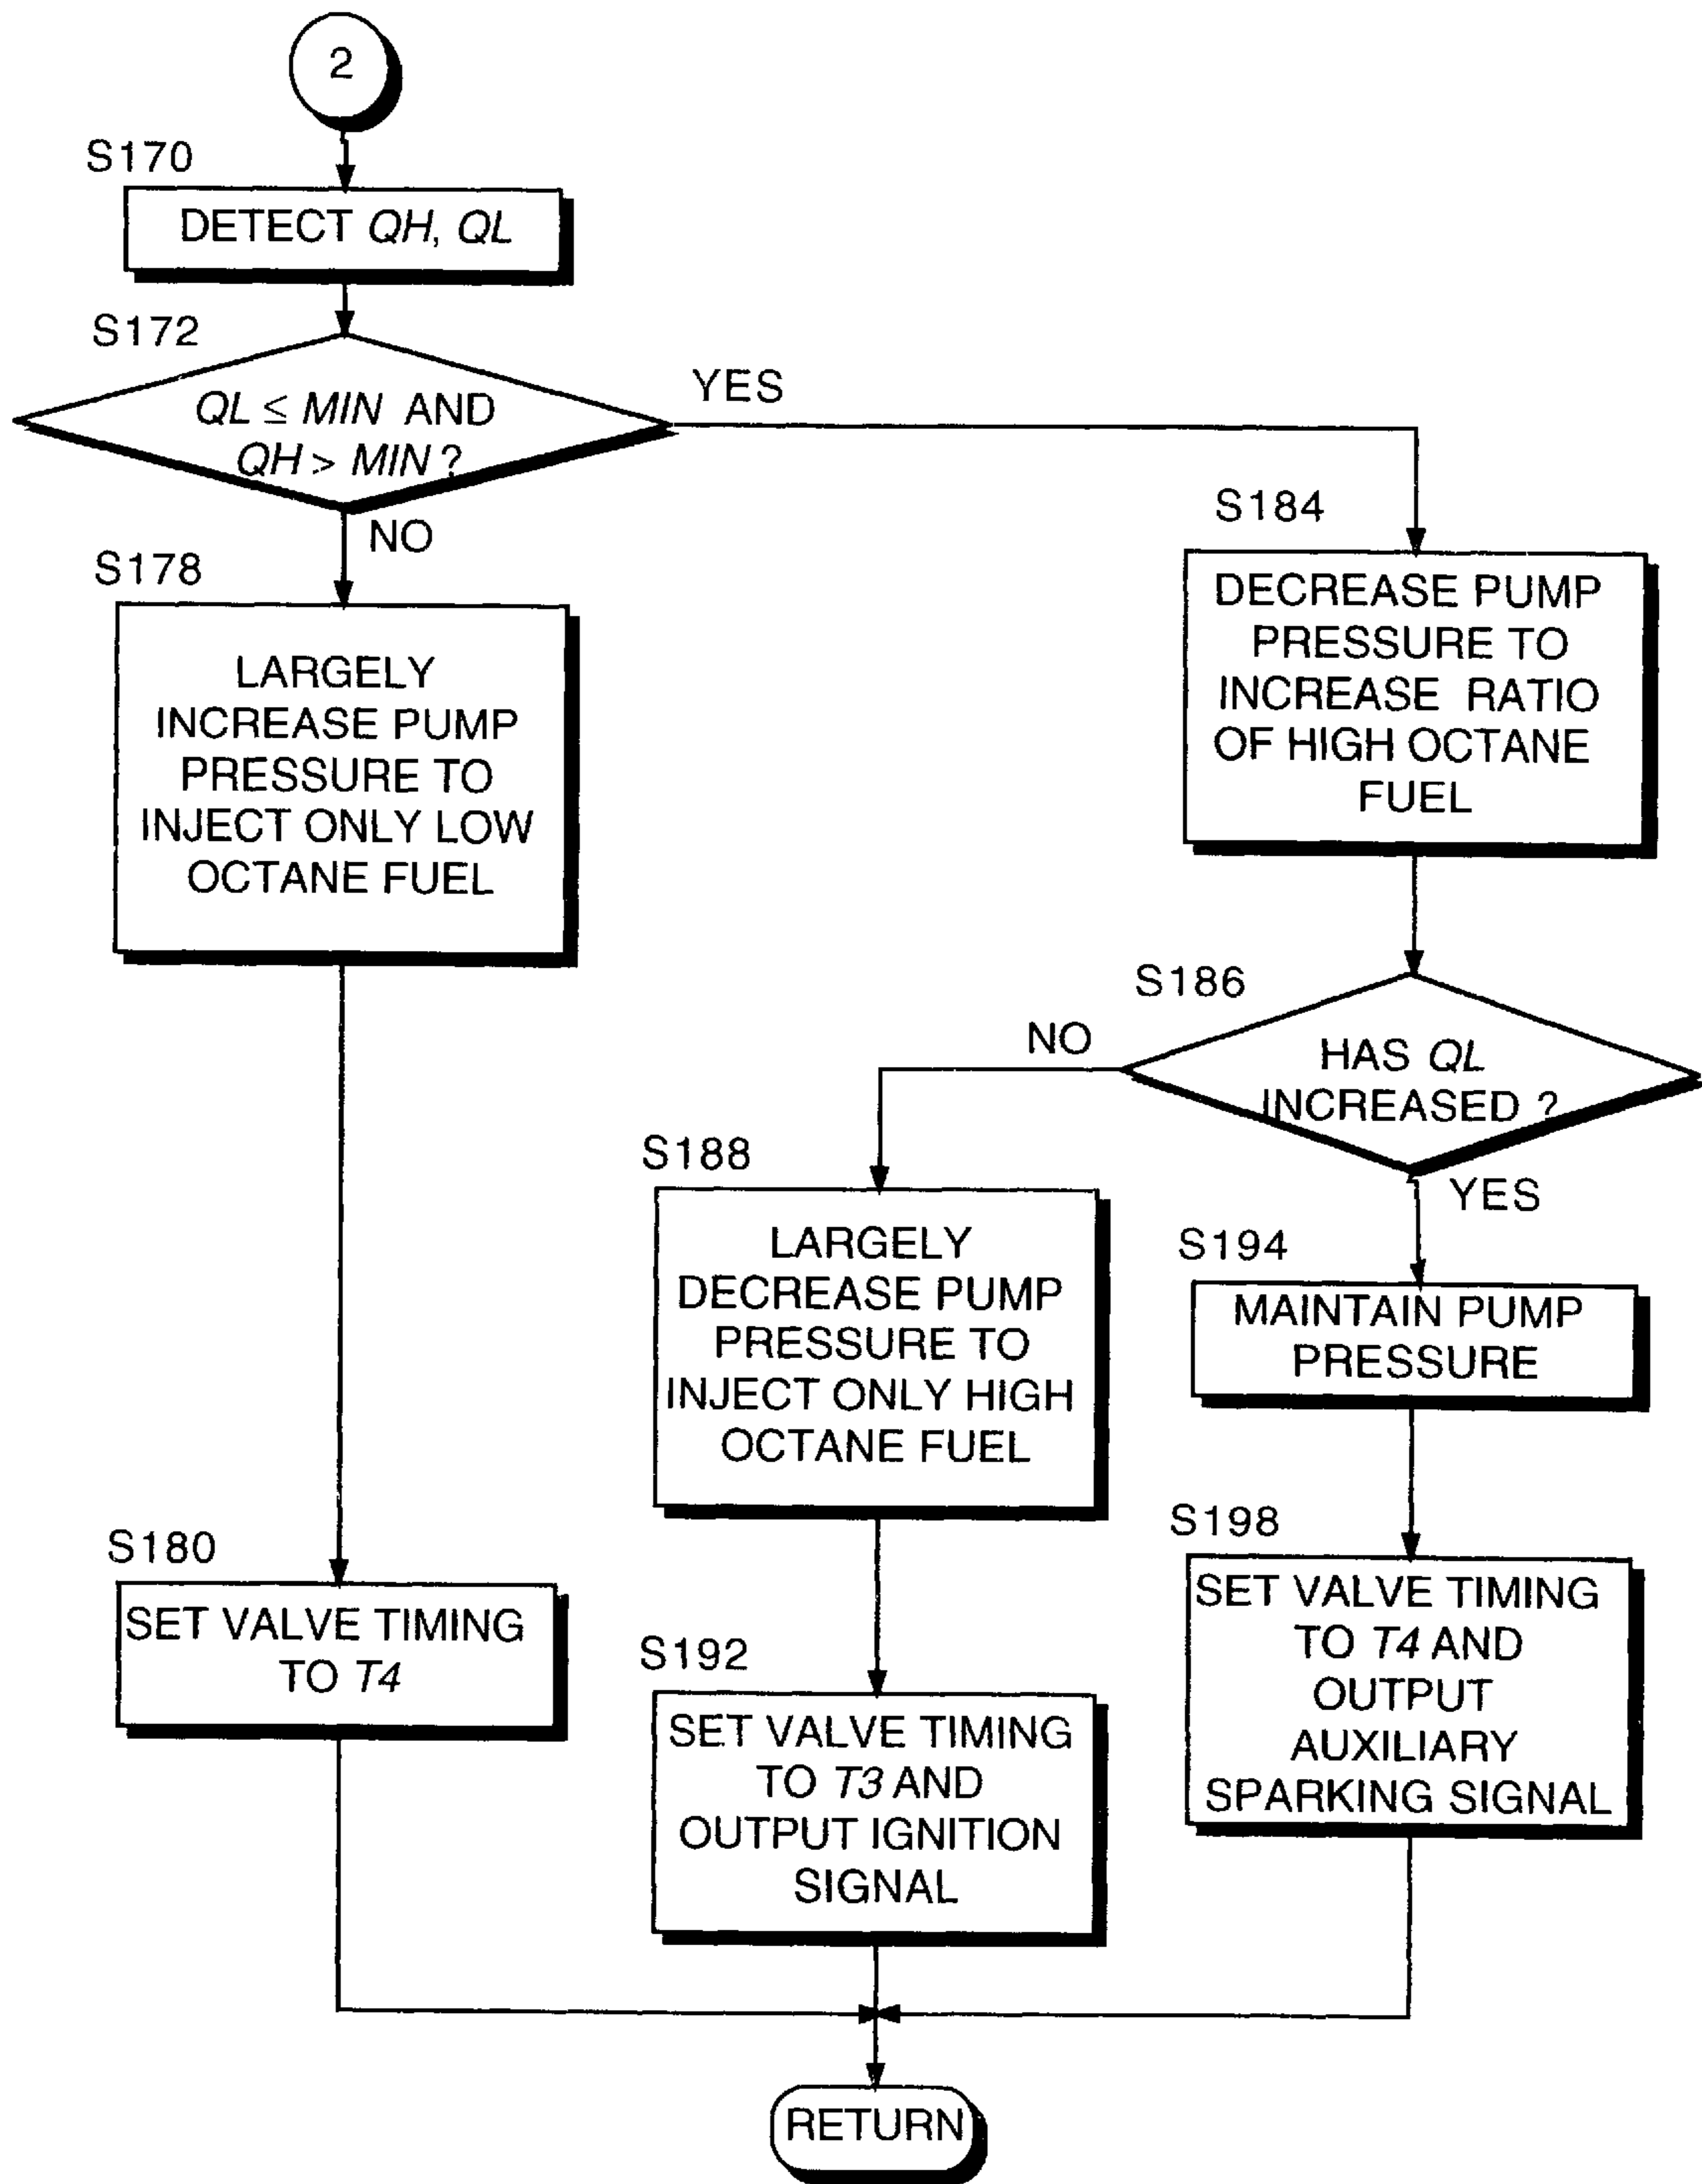 2
S170
DETECT QH, QL
S172
QL ≤ MIN AND
QH > MIN ?
YES
NO
S178
LARGELY
INCREASE PUMP
PRESSURE TO
INJECT ONLY LOW
OCTANE FUEL
S180
SET VALVE TIMING
TO T4
S184
DECREASE PUMP
PRESSURE TO
INCREASE RATIO
OF HIGH OCTANE
FUEL
S186
HAS QL
INCREASED ?
NO
YES
S188
LARGELY
DECREASE PUMP
PRESSURE TO
INJECT ONLY HIGH
OCTANE FUEL
S192
SET VALVE TIMING
TO T3 AND
OUTPUT IGNITION
SIGNAL
S194
MAINTAIN PUMP
PRESSURE
S198
SET VALVE TIMING
TO T4 AND
OUTPUT
AUXILIARY
SPARKING SIGNAL
RETURN